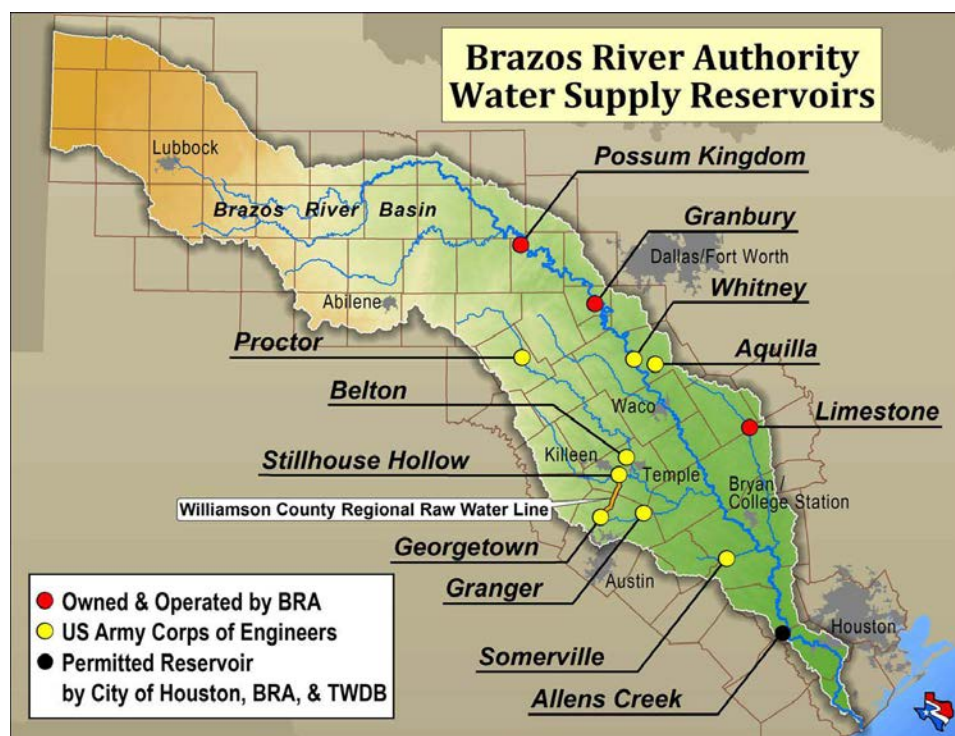 Brazos River Authority
Water Supply Reservoirs
Possum Kingdom
Lubbock
Brazos River Basin
Granbury
Dallas/Fort Worth
Whitney
Abilene
Proctor
Aquilla
Belton
Waco
Limestone
Killeen
Stillhouse Hollow
Temple
Bryan /
College Station
Williamson County Regional Raw Water Line
Georgetown
Granger
Austin
Owned & Operated by BRA
US Army Corps of Engineers
Permitted Reservoir
by City of Houston, BRA, & TWDB
Houston
Somerville
Allens Creek